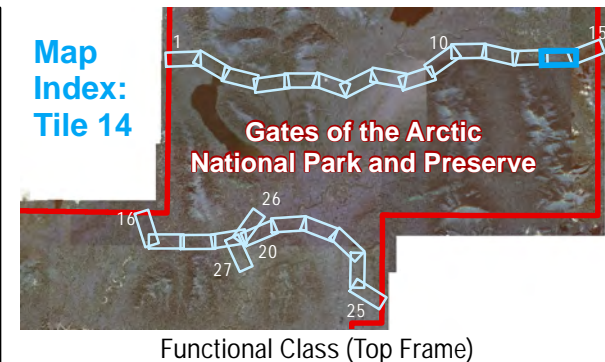 Map
Index:
Tile 14
1
10
15
Gates of the Arctic
National Park and Preserve
16
26
20
27
25
Functional Class (Top Frame)